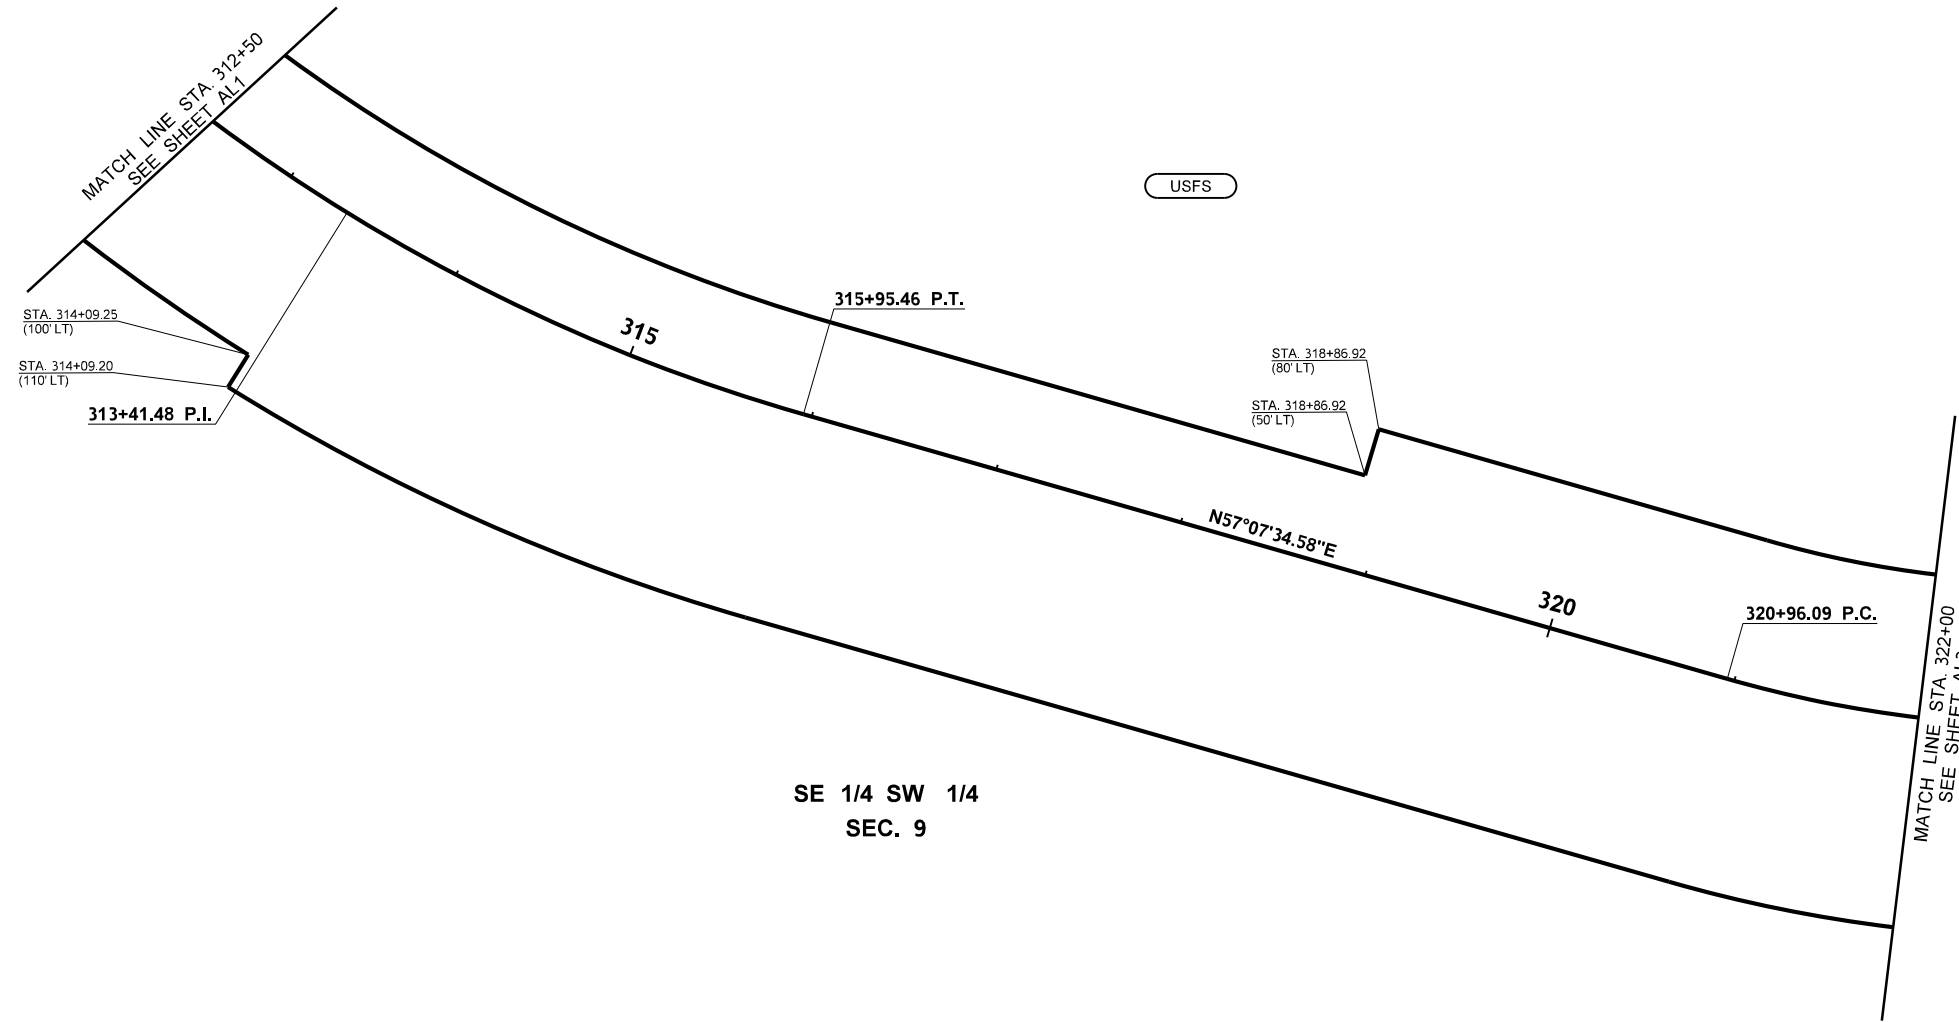 MATCH LINE STA. 312+50
SEE SHEET AL1
USFS
STA. 314+09.25
(100' LT)
STA. 314+09.20
(110' LT)
313+41.48 P.I.
315
315+95.46 P.T.
STA. 318+86.92
(80' LT)
STA. 318+86.92
(50' LT)
N57°07'34.58"E
320
320+96.09 P.C.
MATCH LINE STA. 322+00
SEE SHEET
SE 1/4 SW 1/4
SEC. 9